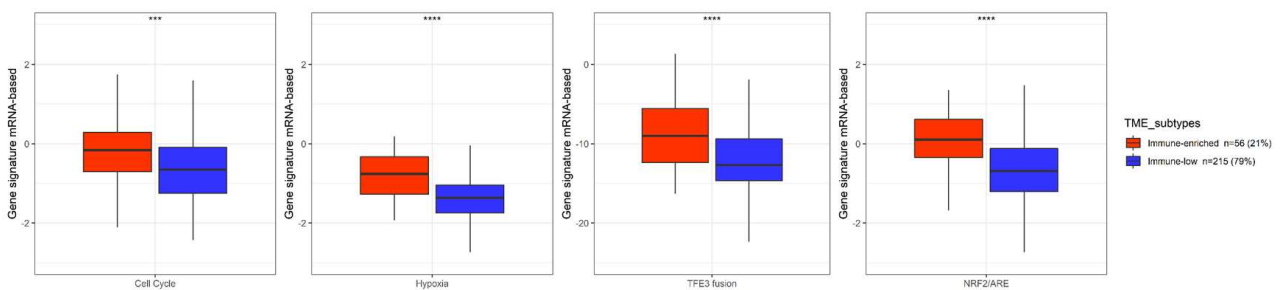 ***
Gene signature mRNA-based
2
0
-2
Cell Cycle
****
Gene signature mRNA-based
2
0
-2
Hypoxia
****
Gene signature mRNA-based
0
-10
-20
TFE3 fusion
****
Gene signature mRNA-based
2
0
-2
NRF2/ARE
TME_subtypes
Immune-enriched n=56 (21%)
Immune-low n=215 (79%)